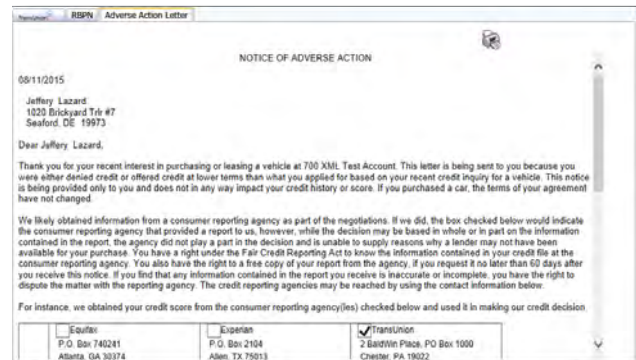 TransUnion RBPN Adverse Action Letter
NOTICE OF ADVERSE ACTION
08/11/2015
Jeffery Lazard
1020 Brickyard Trlr #7
Seaford, DE 19973
Dear Jeffery Lazard,
Thank you for your recent interest in purchasing or leasing a vehicle at 700 XML Test Account. This letter is being sent to you because you
were either denied credit or offered credit at lower terms than what you applied for based on your recent credit inquiry for a vehicle. This notice
is being provided only to you and does not in any way impact your credit history or score. If you purchased a car, the terms of your agreement
have not changed.
We likely obtained information from a consumer reporting agency as part of the negotiations. If we did, the box checked below would indicate
the consumer reporting agency that provided a report to us, however, while the decision may be based in whole or in part on the information
contained in the report, the agency did not play a part in the decision and is unable to supply reasons why a lender may not have been
available for your purchase. You have a right under the Fair Credit Reporting Act to know the information contained in your credit file at the
consumer reporting agency. You also have the right to a free copy of your report from the agency, if you request it no later than 60 days after
you receive this notice. If you find that any information contained in the report you receive is inaccurate or incomplete, you have the right to
dispute the matter with the reporting agency. The credit reporting agencies may be reached by using the contact information below.
For instance, we obtained your credit score from the consumer reporting agency(ies) checked below and used it in making our credit decision
Equifax Experian TransUnion
P.O. Box 740241 P.O. Box 2104 2 BaldWin Place, PO Box 1000
Atlanta, GA 30374 Allen, TX 75013 Chester, PA 19022